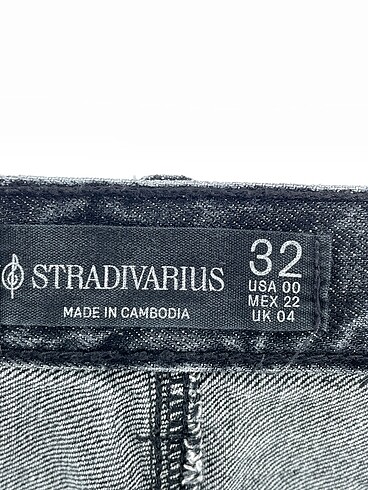 STRADIVARIUS
MADE IN CAMBODIA
32
USA 00
MEX 22
UK 04